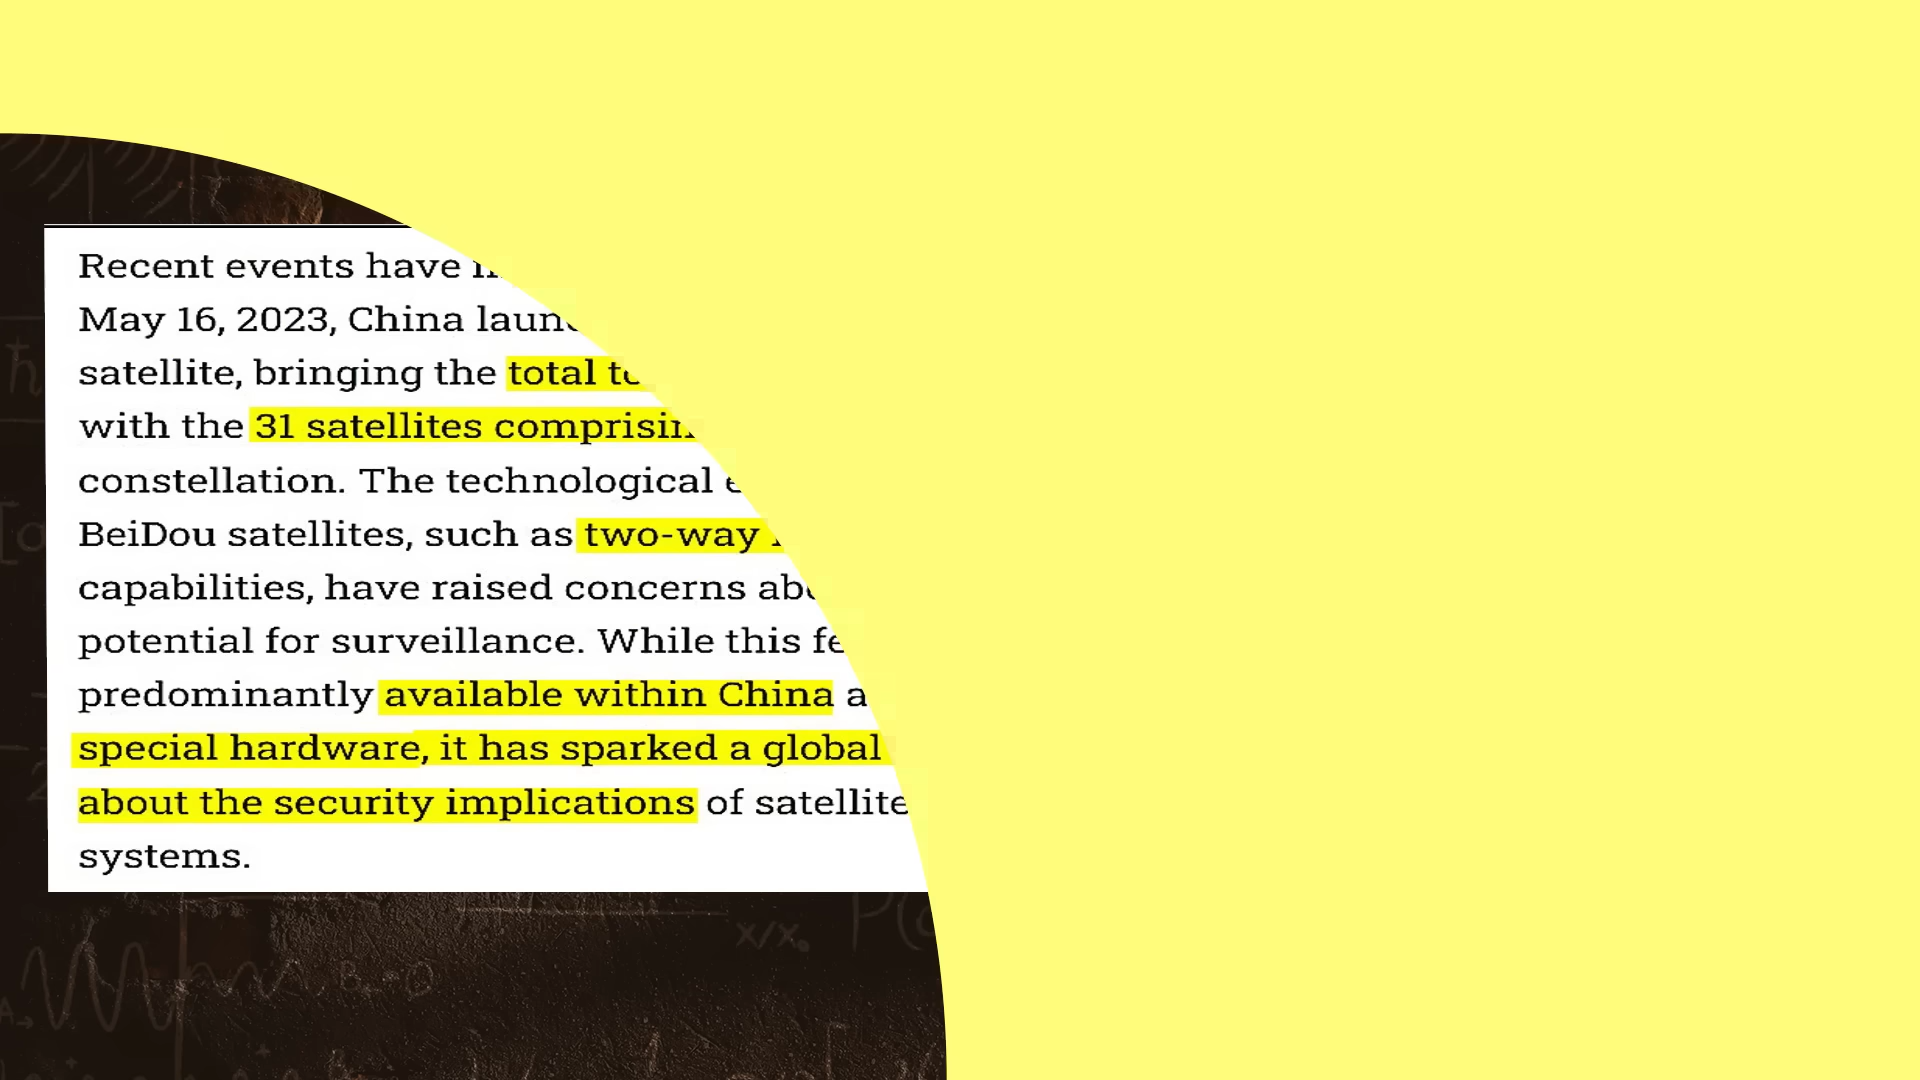 Recent events have
May 16, 2023, China
satellite, bringing the total
with the 31 satellites
constellation. The technological
BeiDou satellites, such as two-way
capabilities, have raised concerns
potential for surveillance. While this
predominantly available within China
special hardware, it has sparked a global
about the security implications of satellite
systems.
x/x₀